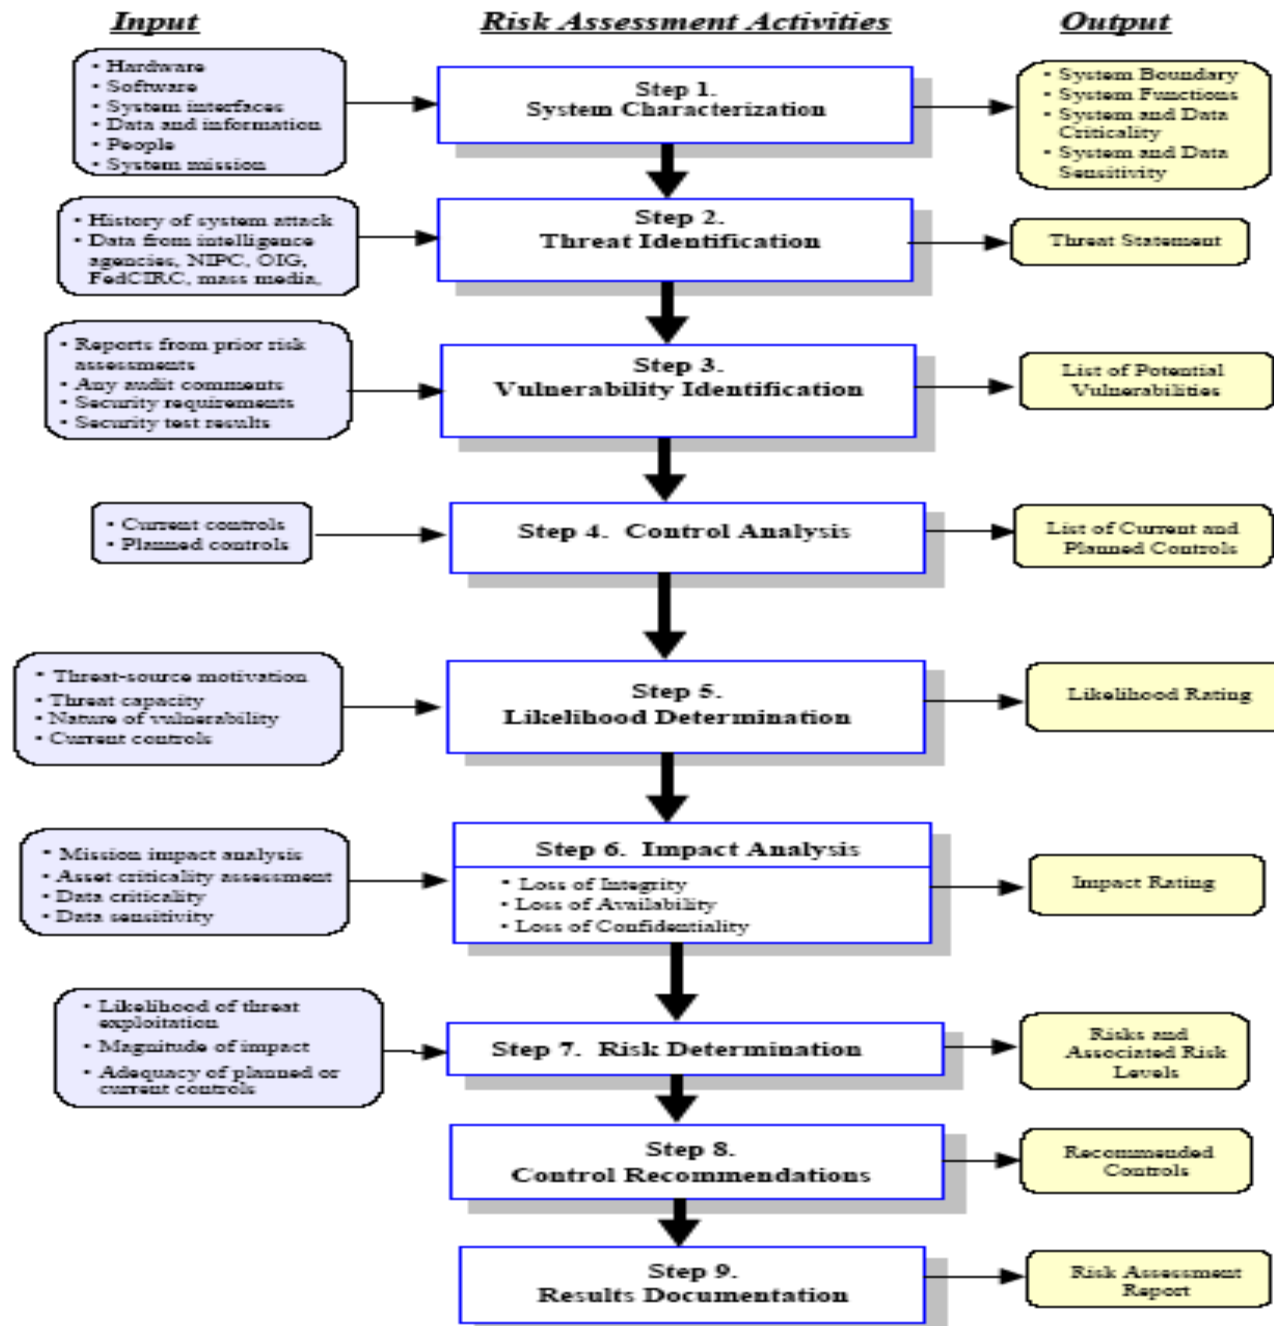 Input
Risk Assessment Activities
Output
• Hardware
• Software
• System interfaces
• Data and information
• People
• System mission
Step 1.
System Characterization
• System Boundary
• System Functions
• System and Data
Criticality
• System and Data
Sensitivity
• History of system attack
• Data from intelligence
agencies, NIPC, OIG,
FedCIRC, mass media,
Step 2.
Threat Identification
Threat Statement
• Reports from prior risk
assessments
• Any audit comments
• Security requirements
• Security test results
Step 3.
Vulnerability Identification
List of Potential
Vulnerabilities
• Current controls
• Planned controls
Step 4. Control Analysis
List of Current and
Planned Controls
• Threat-source motivation
• Threat capacity
• Nature of vulnerability
• Current controls
Step 5.
Likelihood Determination
Likelihood Rating
• Mission impact analysis
• Asset criticality assessment
• Data criticality
• Data sensitivity
Step 6. Impact Analysis
• Loss of Integrity
• Loss of Availability
• Loss of Confidentiality
Impact Rating
• Likelihood of threat
exploitation
• Magnitude of impact
• Adequacy of planned or
current controls
Step 7. Risk Determination
Risks and
Associated Risk
Levels
Step 8.
Control Recommendations
Recommended
Controls
Step 9.
Results Documentation
Risk Assessment
Report